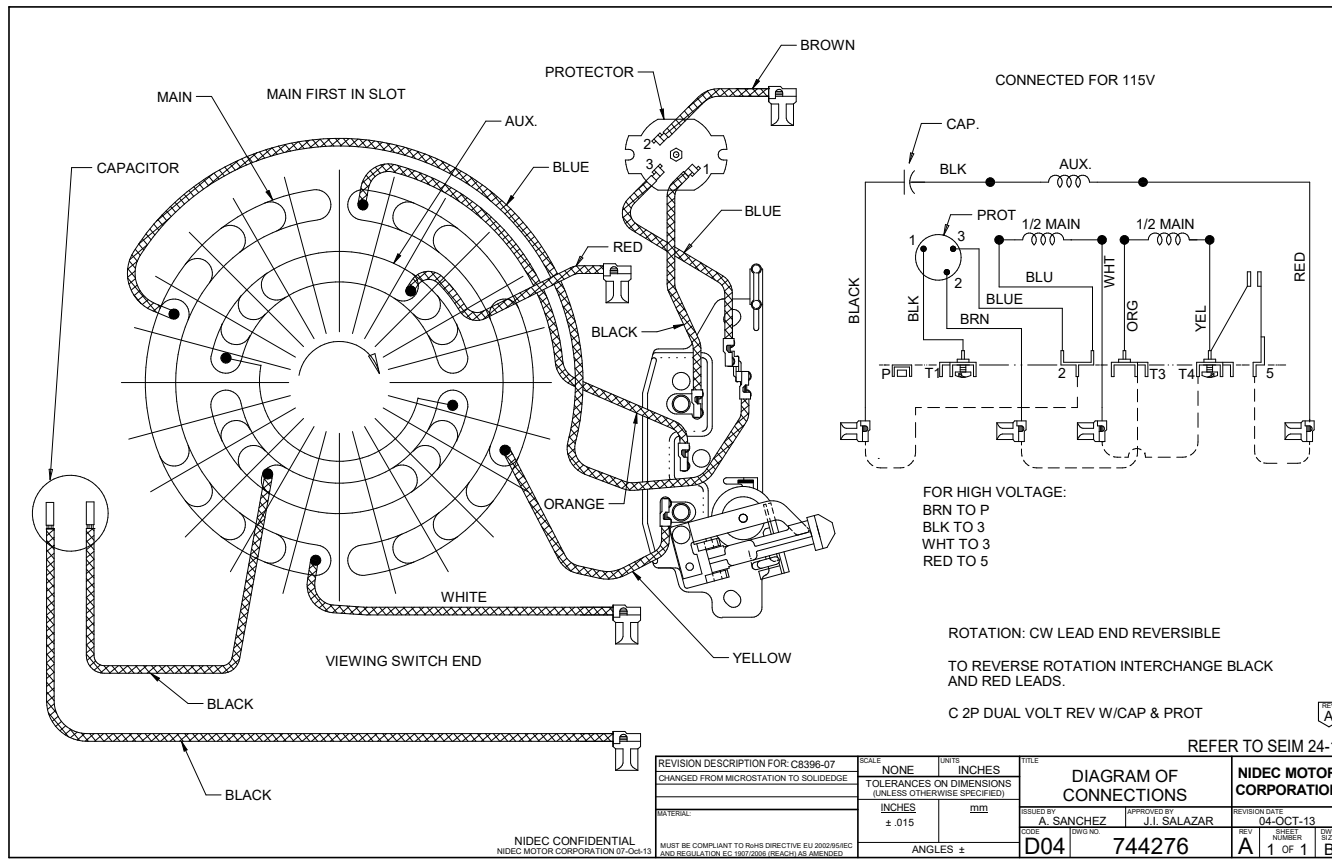 BROWN
PROTECTOR
CONNECTED FOR 115V
MAIN
MAIN FIRST IN SLOT
AUX.
CAP.
2
3
1
CAPACITOR
BLUE
BLK
AUX.
BLUE
PROT
1
3
2
1/2 MAIN
1/2 MAIN
RED
BLACK
BLK
BLUE
BRN
BLU
WHT
ORG
YEL
RED
BLACK
P
T1
2
T3
T4
5
ORANGE
FOR HIGH VOLTAGE:
BRN TO P
BLK TO 3
WHT TO 3
RED TO 5
WHITE
ROTATION: CW LEAD END REVERSIBLE
VIEWING SWITCH END
YELLOW
TO REVERSE ROTATION INTERCHANGE BLACK
AND RED LEADS.
BLACK
C 2P DUAL VOLT REV W/CAP & PROT
REFER TO SEIM 24-
BLACK
REVISION DESCRIPTION FOR: C8396-07
CHANGED FROM MICROSTATION TO SOLIDEDGE
MATERIAL:
MUST BE COMPLIANT TO RoHS DIRECTIVE EU 2002/95/EC
AND REGULATION EC 1907/2006 (REACH) AS AMENDED
SCALE
NONE
UNITS
INCHES
TOLERANCES ON DIMENSIONS
(UNLESS OTHERWISE SPECIFIED)
INCHES
mm
± .015
ANGLES ±
TITLE
DIAGRAM OF
CONNECTIONS
NIDEC MOTOR
CORPORATION
ISSUED BY
A. SANCHEZ
APPROVED BY
J.I. SALAZAR
REVISION DATE
04-OCT-13
CODE
D04
DWG NO.
744276
REV
A
SHEET
NUMBER
1 OF 1
B
NIDEC CONFIDENTIAL
NIDEC MOTOR CORPORATION 07-Oct-13